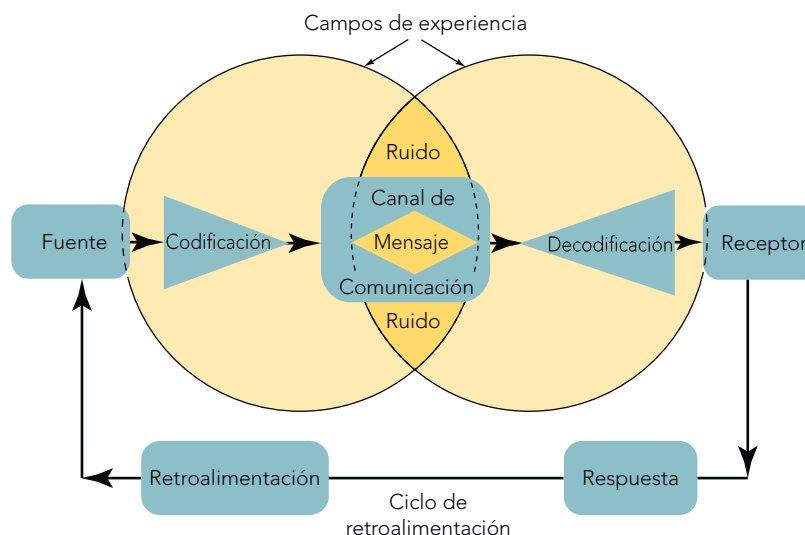 Campos de experiencia
Ruido
Canal de
Fuente
Codificación
Mensaje
Decodificación
Receptor
Comunicación
Ruido
Retroalimentación
Respuesta
Ciclo de
retroalimentación